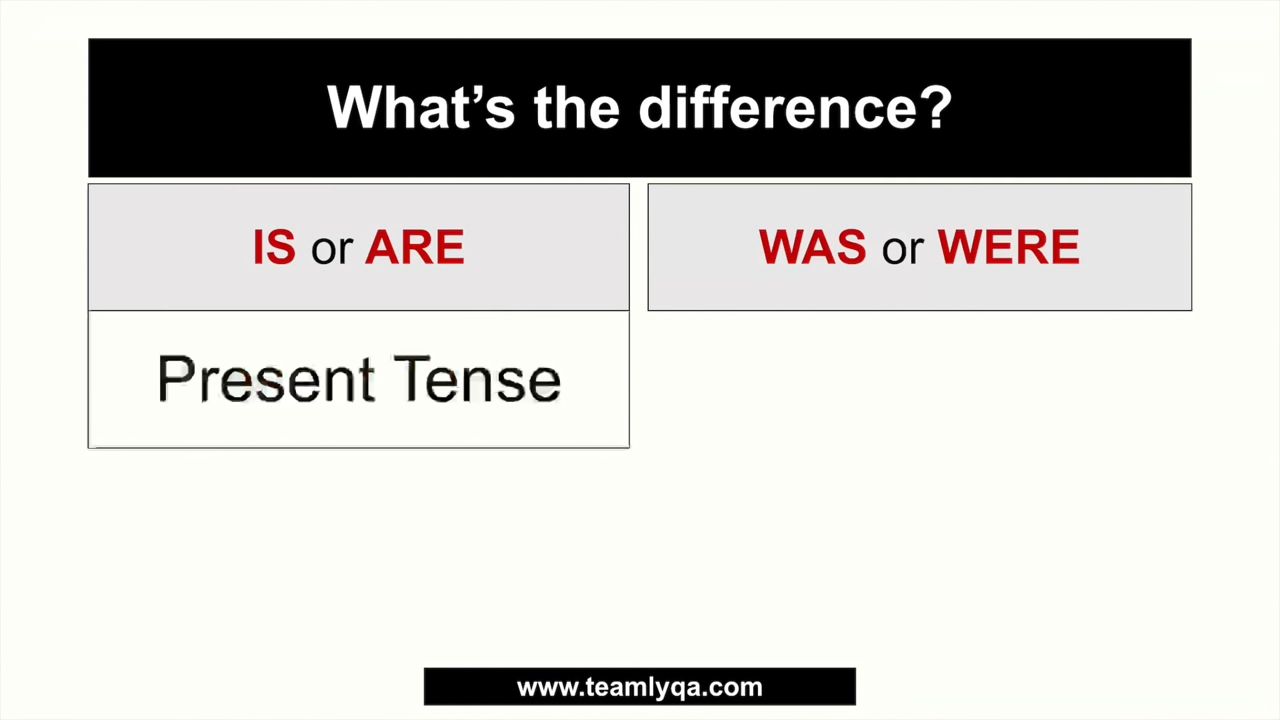 What’s the difference?
IS or ARE
WAS or WERE
Present Tense
www.teamlyqa.com